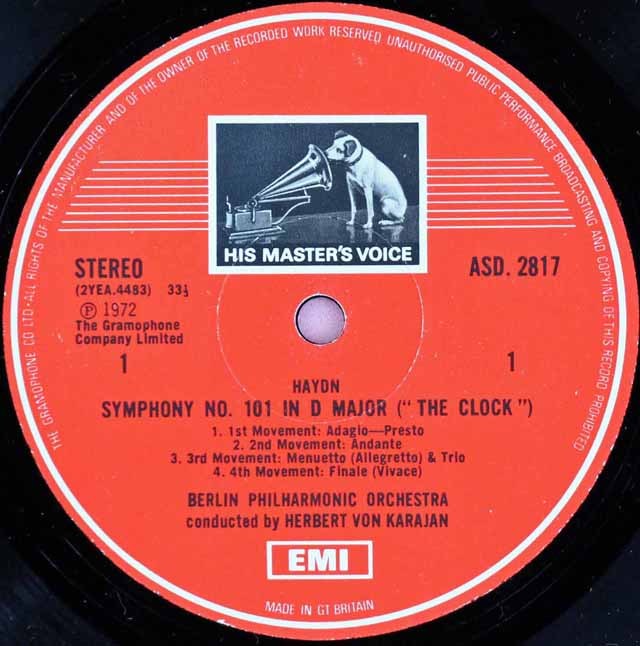 THE GRAMOPHONE CO LTD·ALL RIGHTS OF THE MANUFACTURER AND OF THE OWNER OF THE RECORDED WORK RESERVED UNAUTHORISED PUBLIC PERFORMANCE BROADCASTING AND COPYING OF THIS RECORD PROHIBITED
HIS MASTER'S VOICE
STEREO
ASD. 2817
(2YEA.4483) 33⅓
Ⓟ 1972
The Gramophone
Company Limited
1
1
HAYDN
SYMPHONY NO. 101 IN D MAJOR ("THE CLOCK")
1. 1st Movement: Adagio—Presto
2. 2nd Movement: Andante
3. 3rd Movement: Menuetto (Allegretto) & Trio
4. 4th Movement: Finale (Vivace)
BERLIN PHILHARMONIC ORCHESTRA
conducted by HERBERT VON KARAJAN
EMI
MADE IN GT BRITAIN